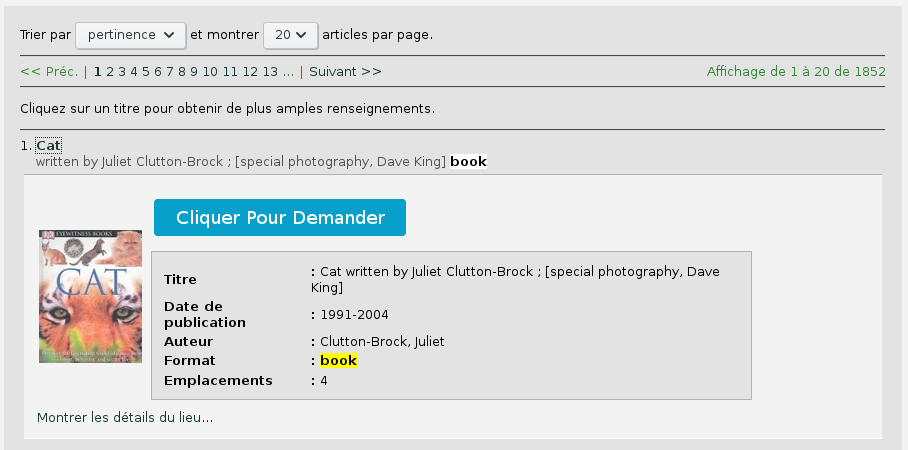 Trier par pertinence et montrer 20 articles par page.
<< Préc. | 1 2 3 4 5 6 7 8 9 10 11 12 13 ... | Suivant >> Affichage de 1 à 20 de 1852
Cliquez sur un titre pour obtenir de plus amples renseignements.
1. Cat
written by Juliet Clutton-Brock ; [special photography, Dave King] book
Cliquer Pour Demander
EYEWITNESS BOOKS
CAT
Titre : Cat written by Juliet Clutton-Brock ; [special photography, Dave
King]
Date de
publication : 1991-2004
Auteur : Clutton-Brock, Juliet
Format : book
Emplacements : 4
Montrer les détails du lieu...